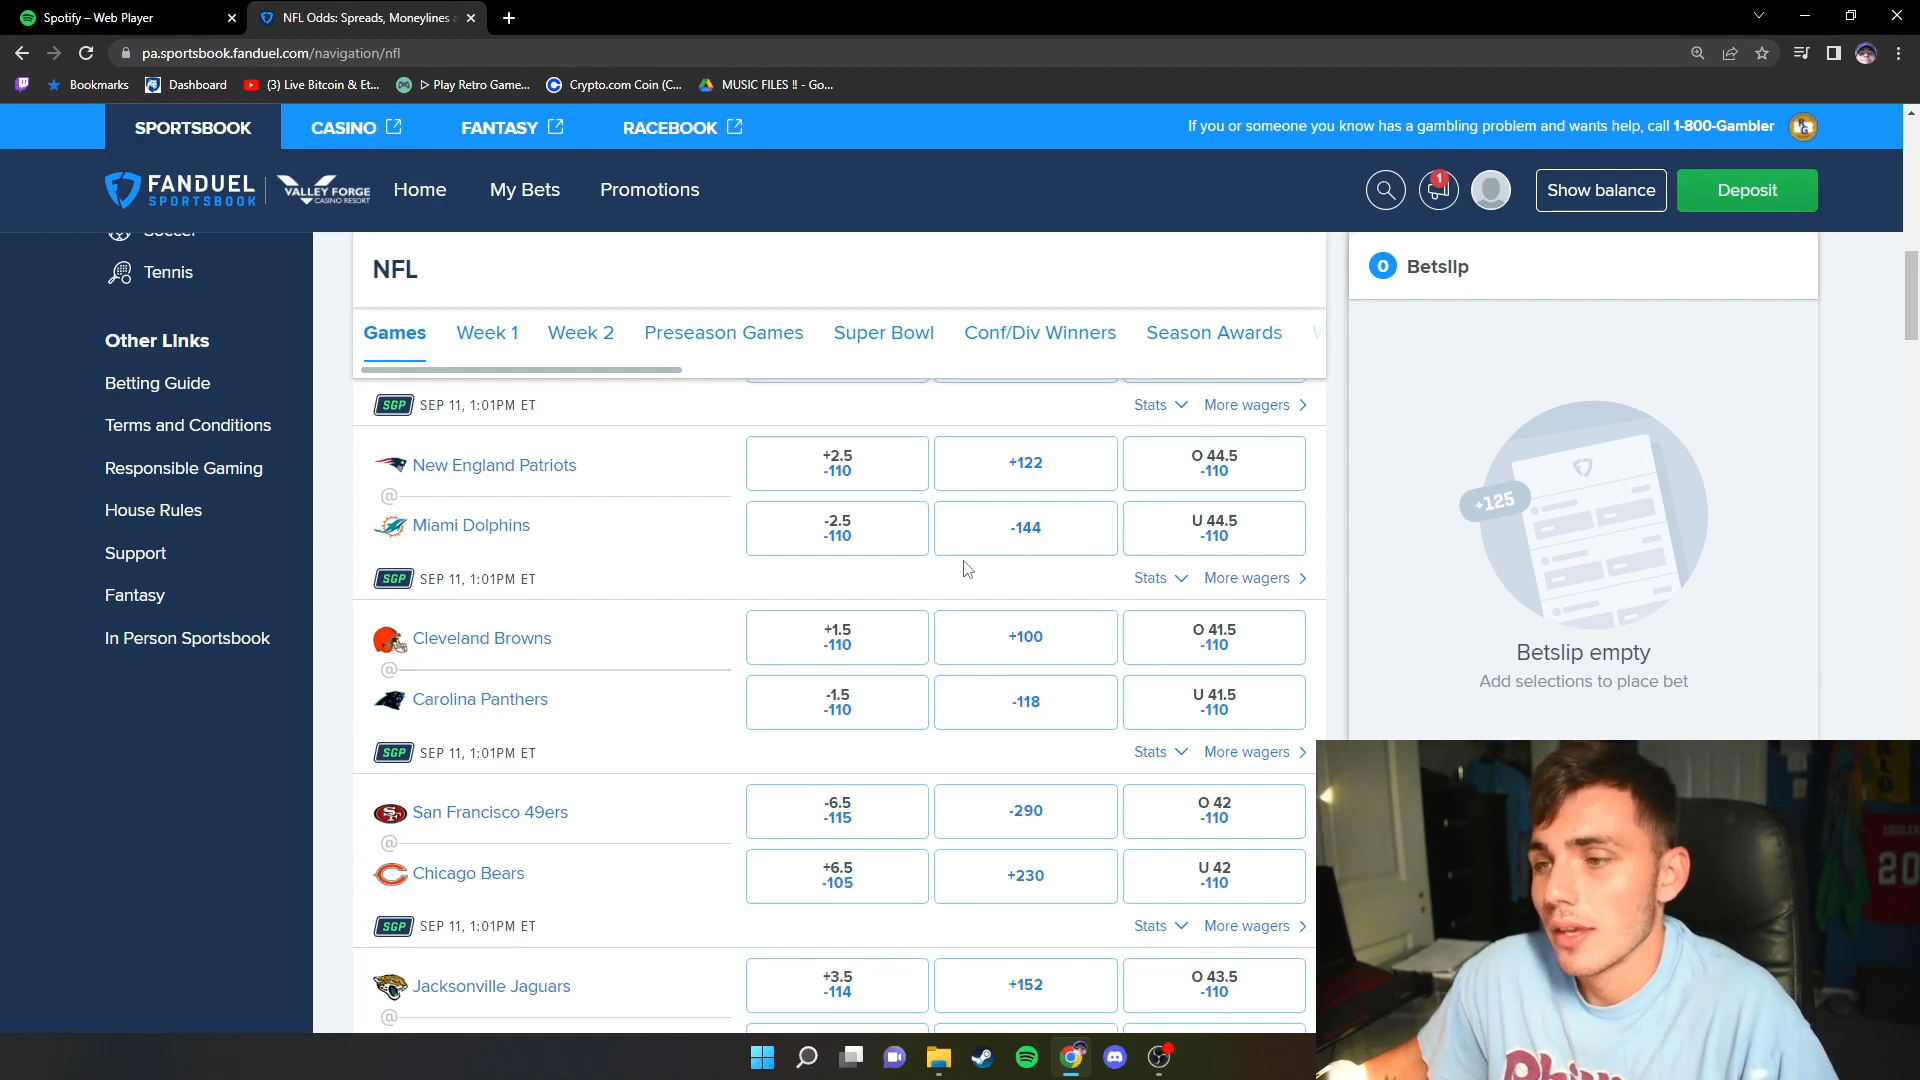 Spotify – Web Player
NFL Odds: Spreads, Moneylines a
pa.sportsbook.fanduel.com/navigation/nfl
Bookmarks
Dashboard
(3) Live Bitcoin & Et...
▷ Play Retro Game...
Crypto.com Coin (C...
MUSIC FILES !! - Go...
SPORTSBOOK
CASINO
FANTASY
RACEBOOK
If you or someone you know has a gambling problem and wants help, call 1-800-Gambler
FANDUEL
SPORTSBOOK
VALLEY FORGE
CASINO RESORT
Home
My Bets
Promotions
1
Show balance
Deposit
Soccer
Tennis
Other Links
Betting Guide
Terms and Conditions
Responsible Gaming
House Rules
Support
Fantasy
In Person Sportsbook
NFL
Games
Week 1
Week 2
Preseason Games
Super Bowl
Conf/Div Winners
Season Awards
SGP SEP 11, 1:01PM ET
Stats
More wagers
New England Patriots
+2.5
-110
+122
O 44.5
-110
@
Miami Dolphins
-2.5
-110
-144
U 44.5
-110
SGP SEP 11, 1:01PM ET
Stats
More wagers
Cleveland Browns
+1.5
-110
+100
O 41.5
-110
@
Carolina Panthers
-1.5
-110
-118
U 41.5
-110
SGP SEP 11, 1:01PM ET
Stats
More wagers
San Francisco 49ers
-6.5
-115
-290
O 42
-110
@
Chicago Bears
+6.5
-105
+230
U 42
-110
SGP SEP 11, 1:01PM ET
Stats
More wagers
Jacksonville Jaguars
+3.5
-114
+152
O 43.5
-110
@
0 Betslip
+125
Betslip empty
Add selections to place bet
20